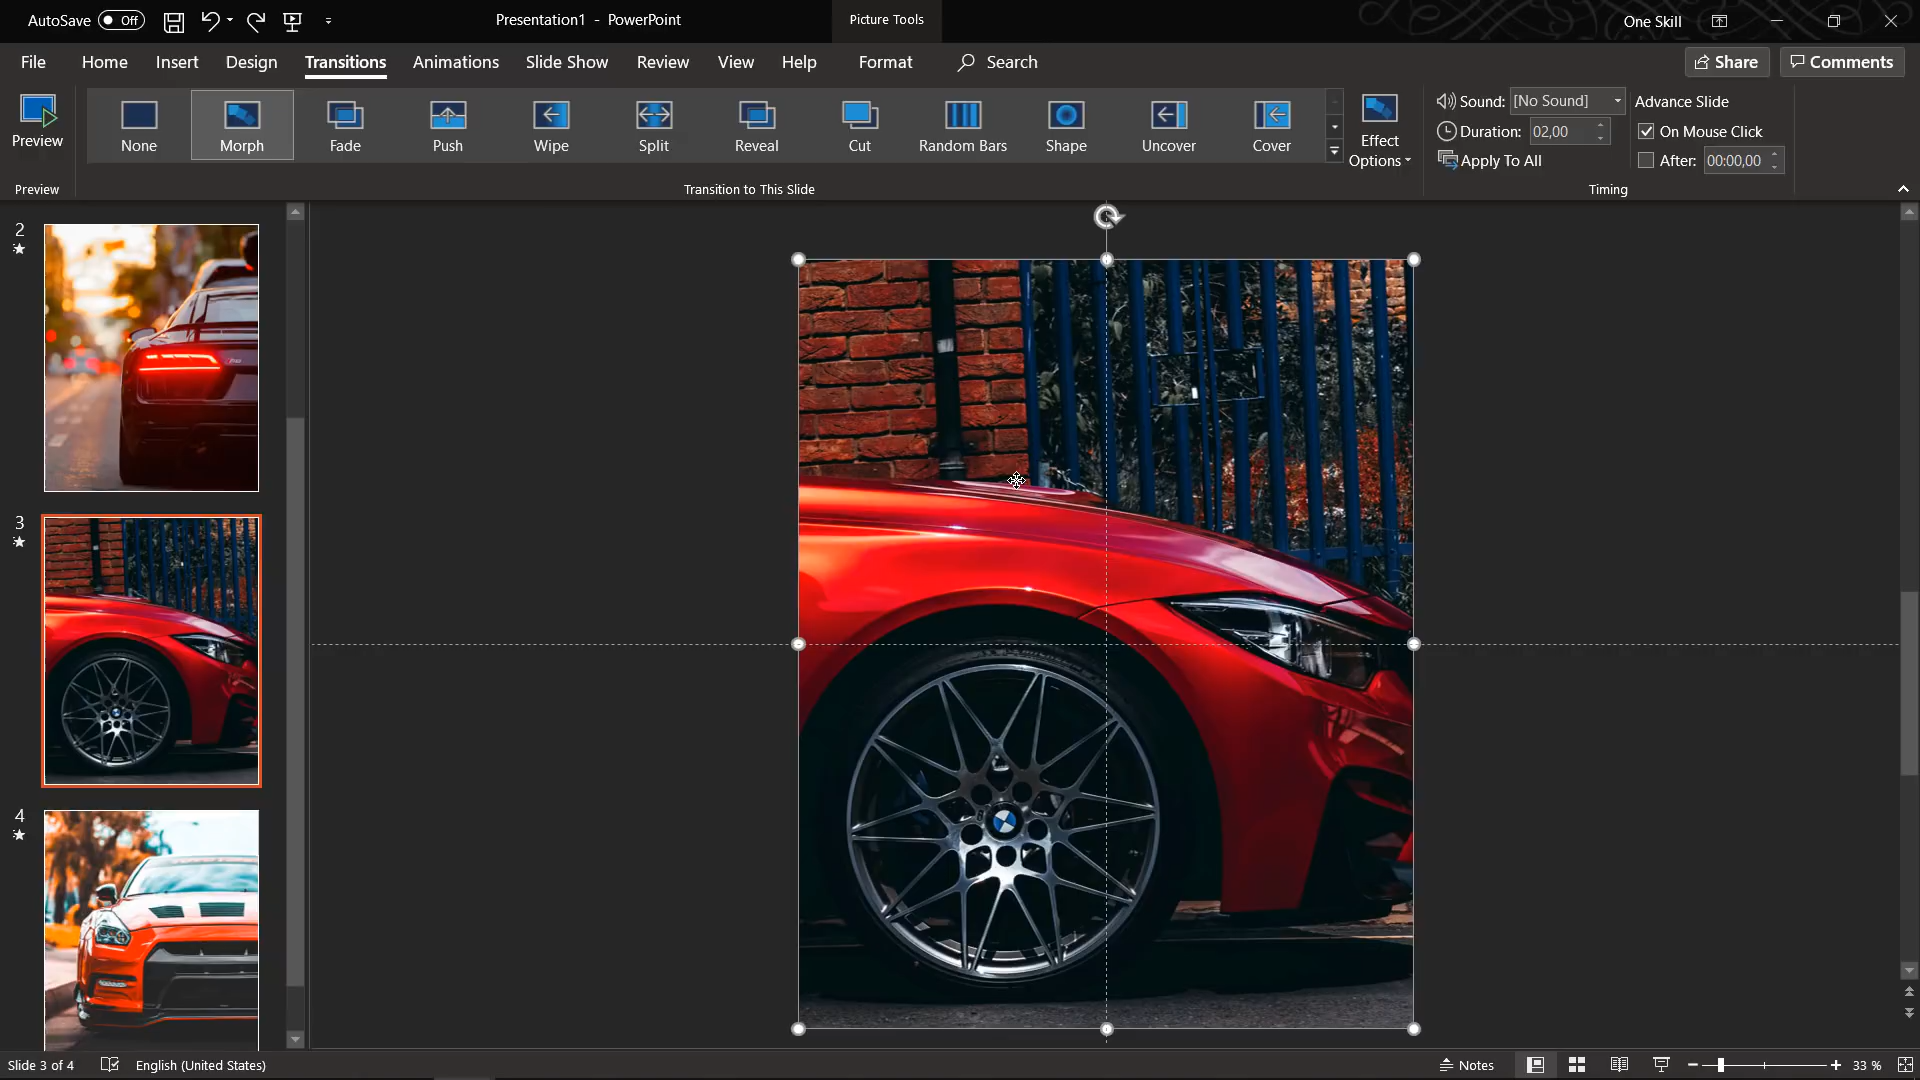 AutoSave Off
Presentation1 - PowerPoint
Picture Tools
One Skill
File Home Insert Design Transitions Animations Slide Show Review View Help Format Search
Share Comments
Preview
None Morph Fade Push Wipe Split Reveal Cut Random Bars Shape Uncover Cover
Effect
Options
Sound: [No Sound]
Duration: 02,00
Apply To All
Advance Slide
On Mouse Click
After: 00:00,00
Preview
Transition to This Slide
Timing
2
3
4
Slide 3 of 4
English (United States)
Notes
33 %